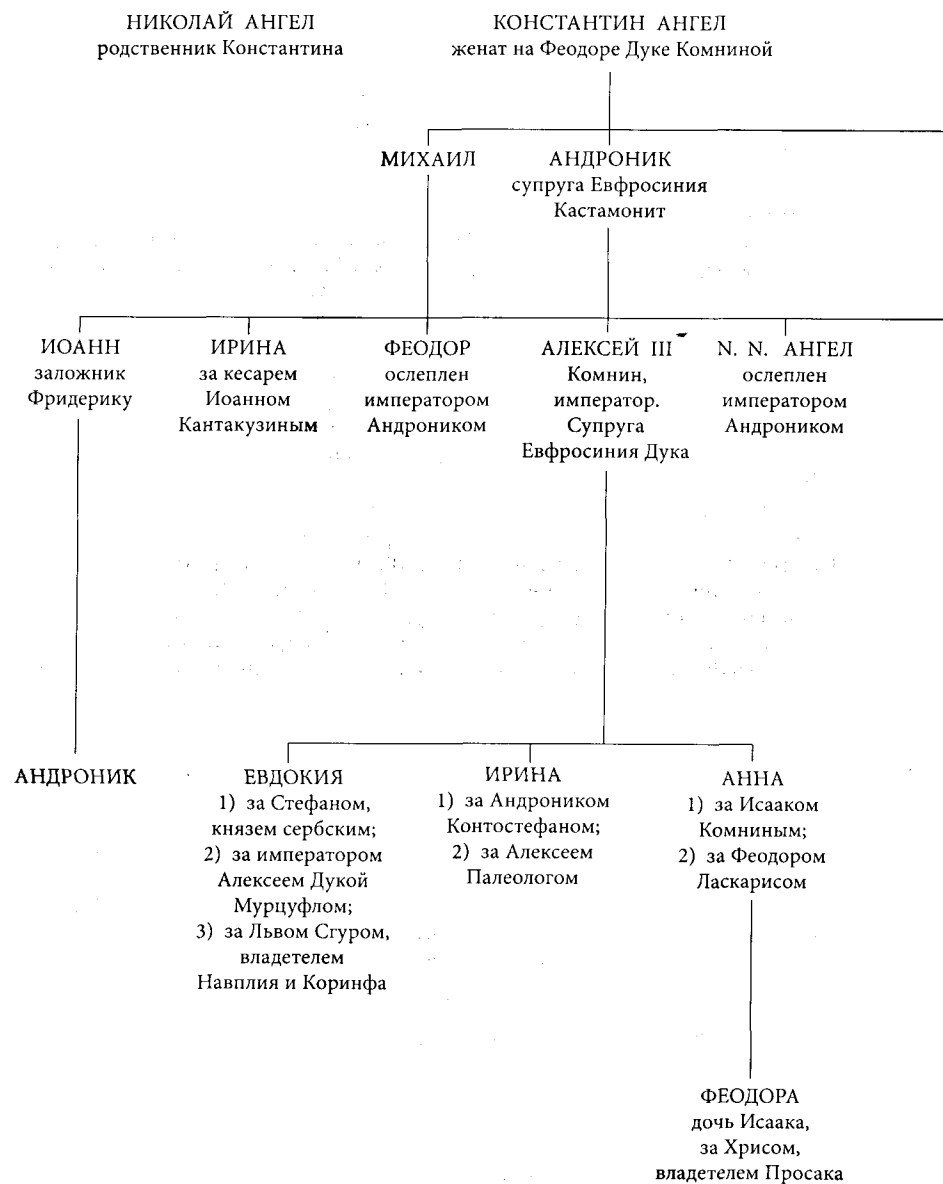 НИКОЛАЙ АНГЕЛ
родственник Константина
КОНСТАНТИН АНГЕЛ
женат на Феодоре Дуке Комниной
МИХАИЛ
АНДРОНИК
супруга Евфросиния
Кастамонит
ИОАНН
заложник
Фридерику
ИРИНА
за кесарем
Иоанном
Кантакузиным
ФЕОДОР
ослеплен
императором
Андроником
АЛЕКСЕЙ III
Комнин,
император.
Супруга
Евфросиния Дука
N. N. АНГЕЛ
ослеплен
императором
Андроником
АНДРОНИК
ЕВДОКИЯ
1) за Стефаном,
князем сербским;
2) за императором
Алексеем Дукой
Мурцуфлом;
3) за Львом Сгуром,
владетелем
Навплия и Коринфа
ИРИНА
1) за Андроником
Контостефаном;
2) за Алексеем
Палеологом
АННА
1) за Исааком
Комниным;
2) за Феодором
Ласкарисом
ФЕОДОРА
дочь Исаака,
за Хрисом,
владетелем Просака